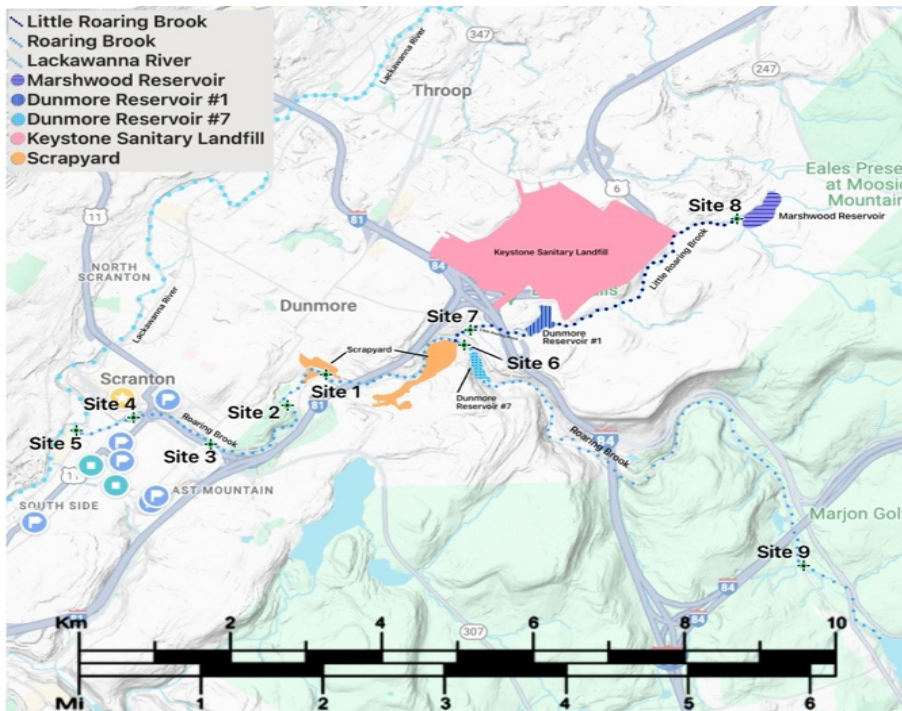 Little Roaring Brook
Roaring Brook
Lackawanna River
Marshwood Reservoir
Dunmore Reservoir #1
Dunmore Reservoir #7
Keystone Sanitary Landfill
Scrapyard
Lackawanna River
347
Throop
247
6
Eales Prese
at Moosic
Mountain
11
81
Site 8
Marshwood Reservoir
84
Keystone Sanitary Landfill
NORTH
SCRANTON
Little Roaring Brook
Lackawanna River
Dunmore
Site 7
Dunmore
Reservoir #1
Scrapyard
Site 6
Scranton
Site 1
Dunmore
Reservoir #7
Site 4
Site 2
81
Roaring Brook
Site 5
Site 3
84
Roaring Brook
AST MOUNTAIN
SOUTH SIDE
Marjon Gol
Site 9
84
307
Km
2
4
6
8
10
Mi
1
2
3
4
5
6